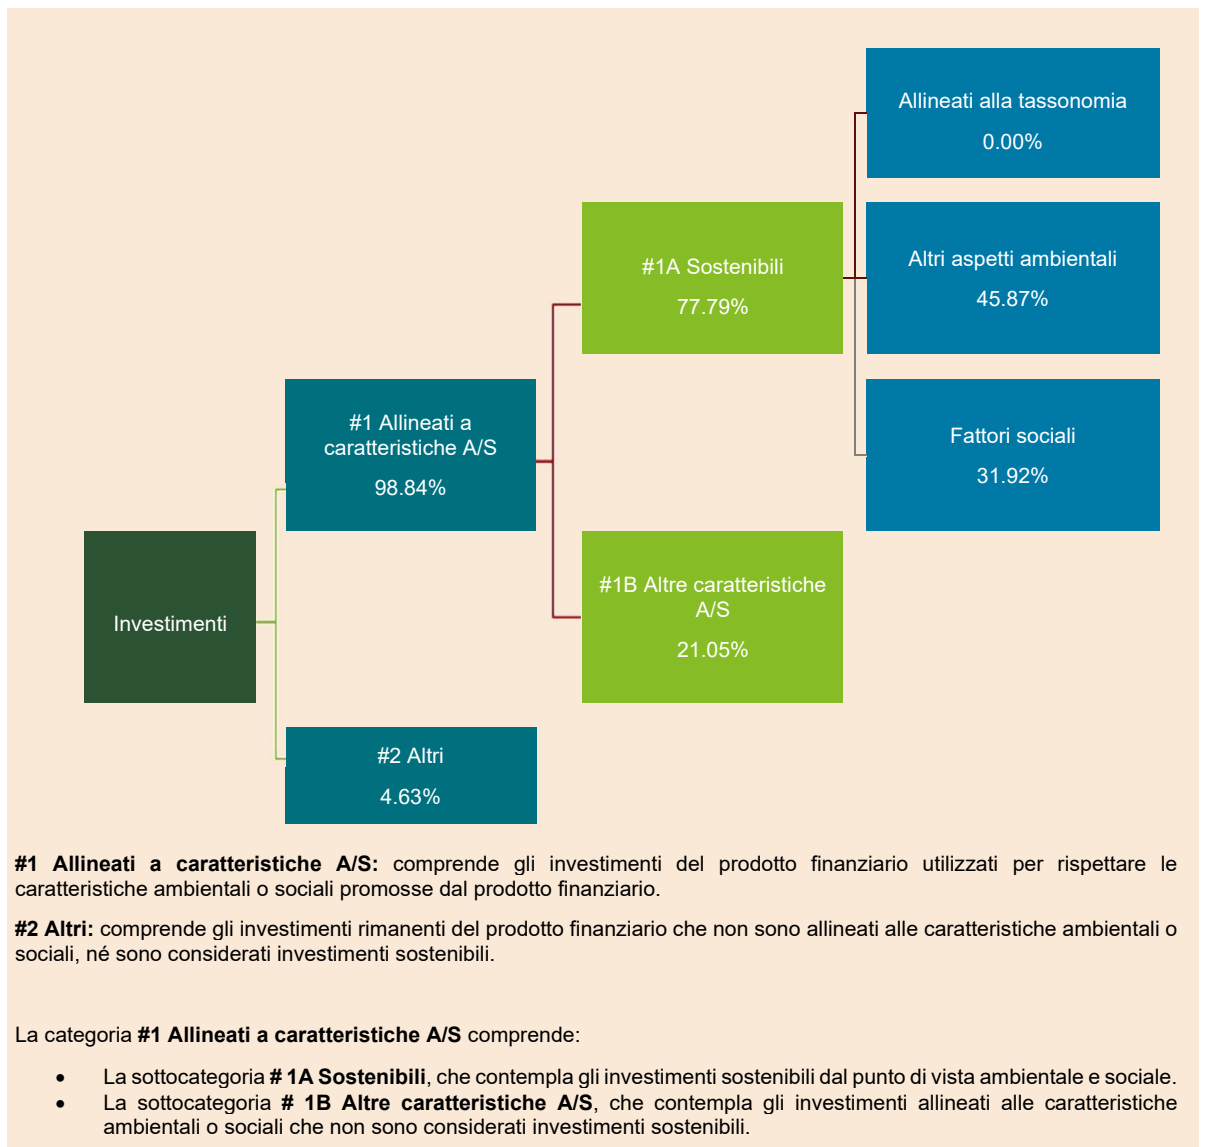 Allineati alla tassonomia
0.00%
#1A Sostenibili
77.79%
Altri aspetti ambientali
45.87%
#1 Allineati a
caratteristiche A/S
98.84%
Fattori sociali
31.92%
Investimenti
#1B Altre caratteristiche
A/S
21.05%
#2 Altri
4.63%
#1 Allineati a caratteristiche A/S: comprende gli investimenti del prodotto finanziario utilizzati per rispettare le
caratteristiche ambientali o sociali promosse dal prodotto finanziario.
#2 Altri: comprende gli investimenti rimanenti del prodotto finanziario che non sono allineati alle caratteristiche ambientali o
sociali, né sono considerati investimenti sostenibili.
La categoria #1 Allineati a caratteristiche A/S comprende:
• La sottocategoria # 1A Sostenibili, che contempla gli investimenti sostenibili dal punto di vista ambientale e sociale.
• La sottocategoria # 1B Altre caratteristiche A/S, che contempla gli investimenti allineati alle caratteristiche
ambientali o sociali che non sono considerati investimenti sostenibili.